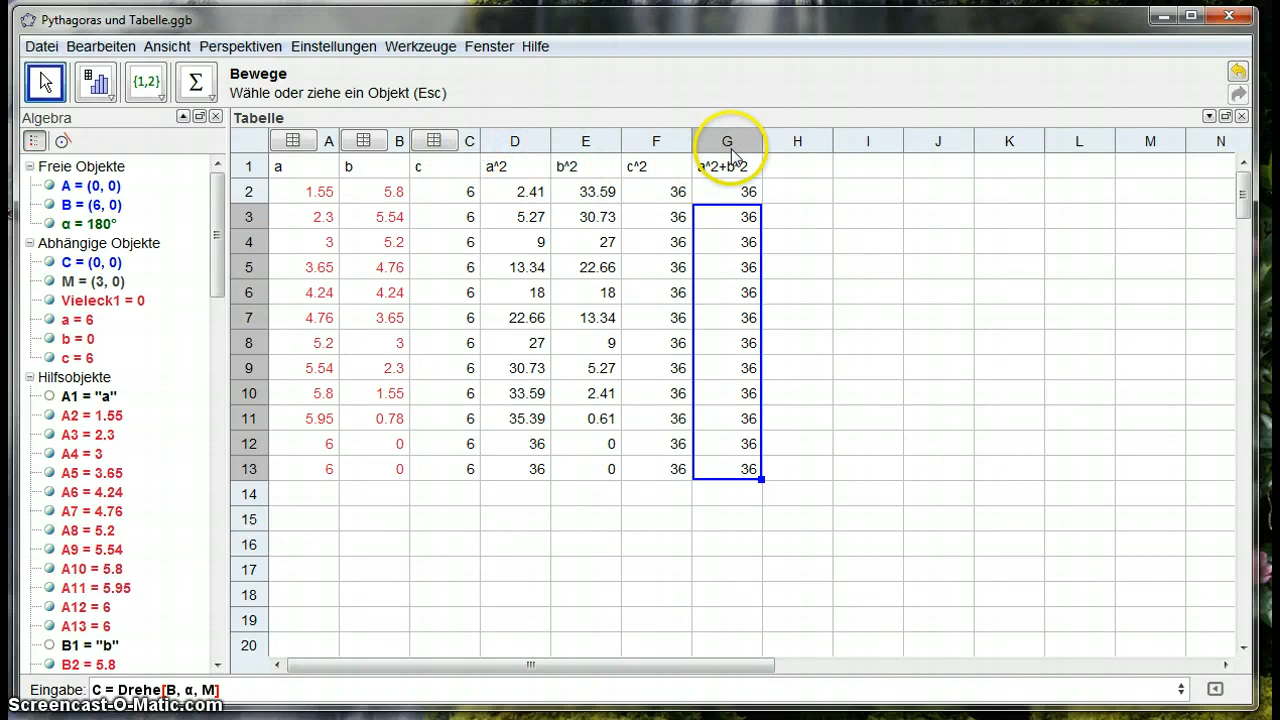 Pythagoras und Tabelle.ggb
Datei Bearbeiten Ansicht Perspektiven Einstellungen Werkzeuge Fenster Hilfe
{1,2} Σ
Bewege
Wähle oder ziehe ein Objekt (Esc)
Algebra
Tabelle
Freie Objekte
A = (0, 0)
B = (6, 0)
α = 180°
Abhängige Objekte
C = (0, 0)
M = (3, 0)
Vieleck1 = 0
a = 6
b = 0
c = 6
Hilfsobjekte
A1 = "a"
A2 = 1.55
A3 = 2.3
A4 = 3
A5 = 3.65
A6 = 4.24
A7 = 4.76
A8 = 5.2
A9 = 5.54
A10 = 5.8
A11 = 5.95
A12 = 6
A13 = 6
B1 = "b"
B2 = 5.8
A B C D E F G H I J K L M N
1 a b c a^2 b^2 c^2 a^2+b^2
2 1.55 5.8 6 2.41 33.59 36 36
3 2.3 5.54 6 5.27 30.73 36 36
4 3 5.2 6 9 27 36 36
5 3.65 4.76 6 13.34 22.66 36 36
6 4.24 4.24 6 18 18 36 36
7 4.76 3.65 6 22.66 13.34 36 36
8 5.2 3 6 27 9 36 36
9 5.54 2.3 6 30.73 5.27 36 36
10 5.8 1.55 6 33.59 2.41 36 36
11 5.95 0.78 6 35.39 0.61 36 36
12 6 0 6 36 0 36 36
13 6 0 6 36 0 36 36
14
15
16
17
18
19
20
Eingabe: C = Drehe[B, α, M]
Screencast-O-Matic.com